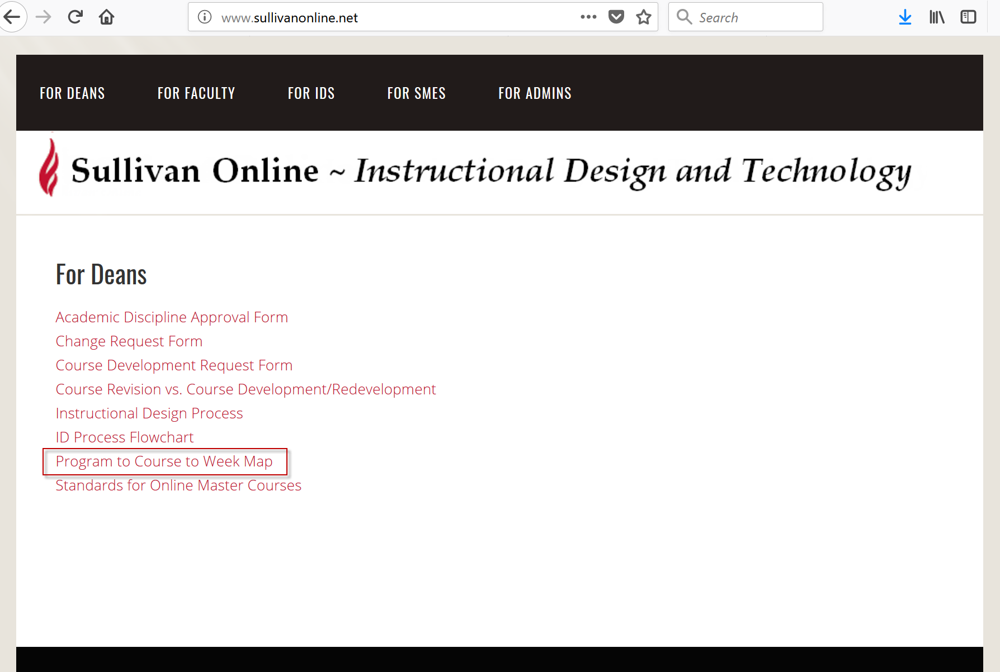 www.sullivanonline.net
Search
FOR DEANS FOR FACULTY FOR IDS FOR SMES FOR ADMINS
Sullivan Online ~ Instructional Design and Technology
For Deans
Academic Discipline Approval Form
Change Request Form
Course Development Request Form
Course Revision vs. Course Development/Redevelopment
Instructional Design Process
ID Process Flowchart
Program to Course to Week Map
Standards for Online Master Courses